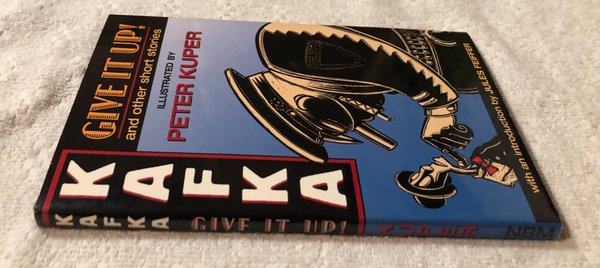 GIVE IT UP!
and other short stories
ILLUSTRATED BY
PETER KUPER
with an introduction by JULES FEIFFER
KAFKA
KAFKA GIVE IT UP! KUPER NBM